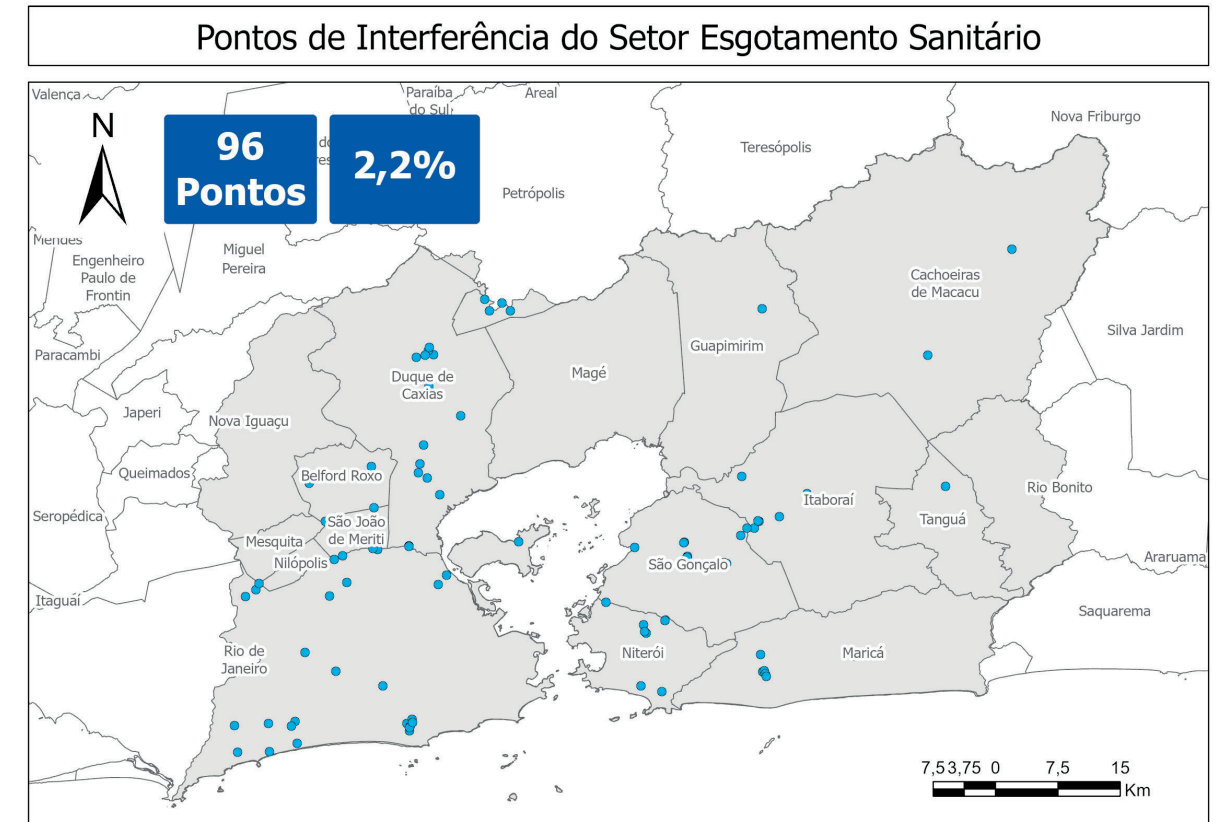 Pontos de Interferência do Setor Esgotamento Sanitário
Valença
Paraíba
do Sul
Areal
Nova Friburgo
N
96
Pontos
2,2%
Teresópolis
Petrópolis
Mendes
Engenheiro
Paulo de
Frontin
Miguel
Pereira
Cachoeiras
de Macacu
Silva Jardim
Paracambi
Guapimirim
Duque de
Caxias
Magé
Japeri
Nova Iguaçu
Queimados
Belford Roxo
Rio Bonito
Itaboraí
Seropédica
São João
de Meriti
Tanguá
Mesquita
Nilópolis
São Gonçalo
Araruama
Itaguaí
Saquarema
Rio de
Janeiro
Niterói
Maricá
7,5 3,75 0 7,5 15
Km